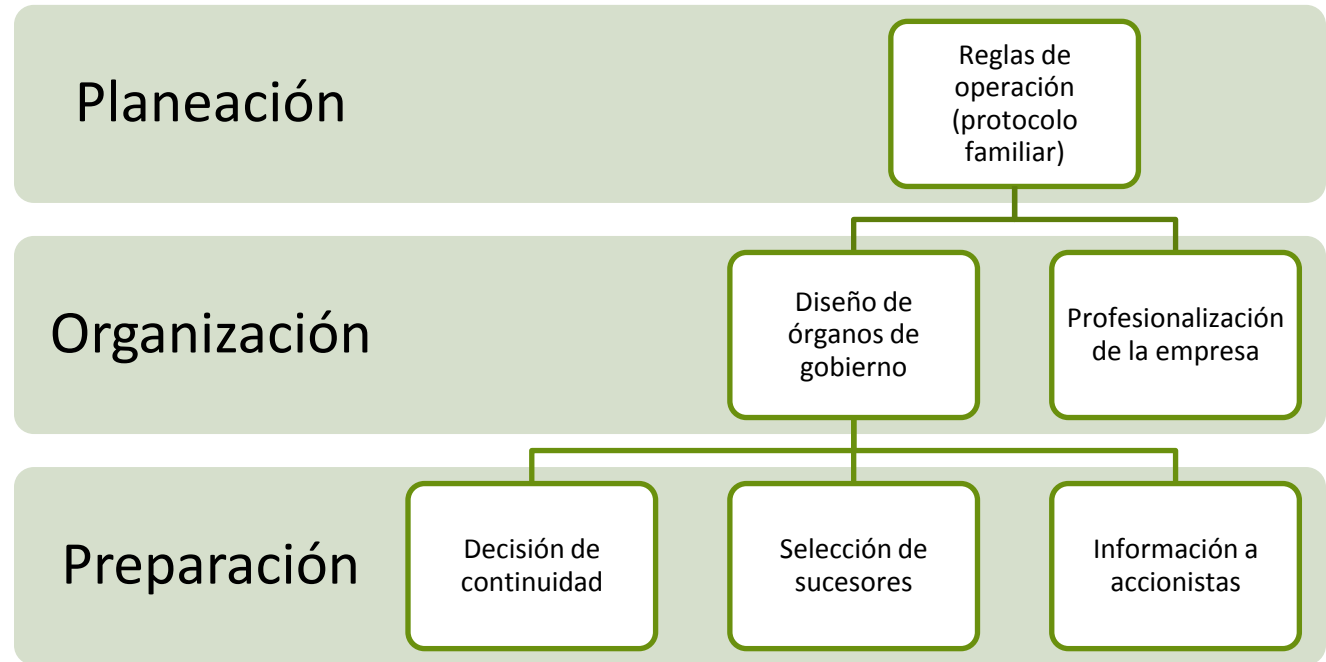 Planeación
Reglas de
operación
(protocolo
familiar)
Organización
Diseño de
órganos de
gobierno
Profesionalización
de la empresa
Preparación
Decisión de
continuidad
Selección de
sucesores
Información a
accionistas